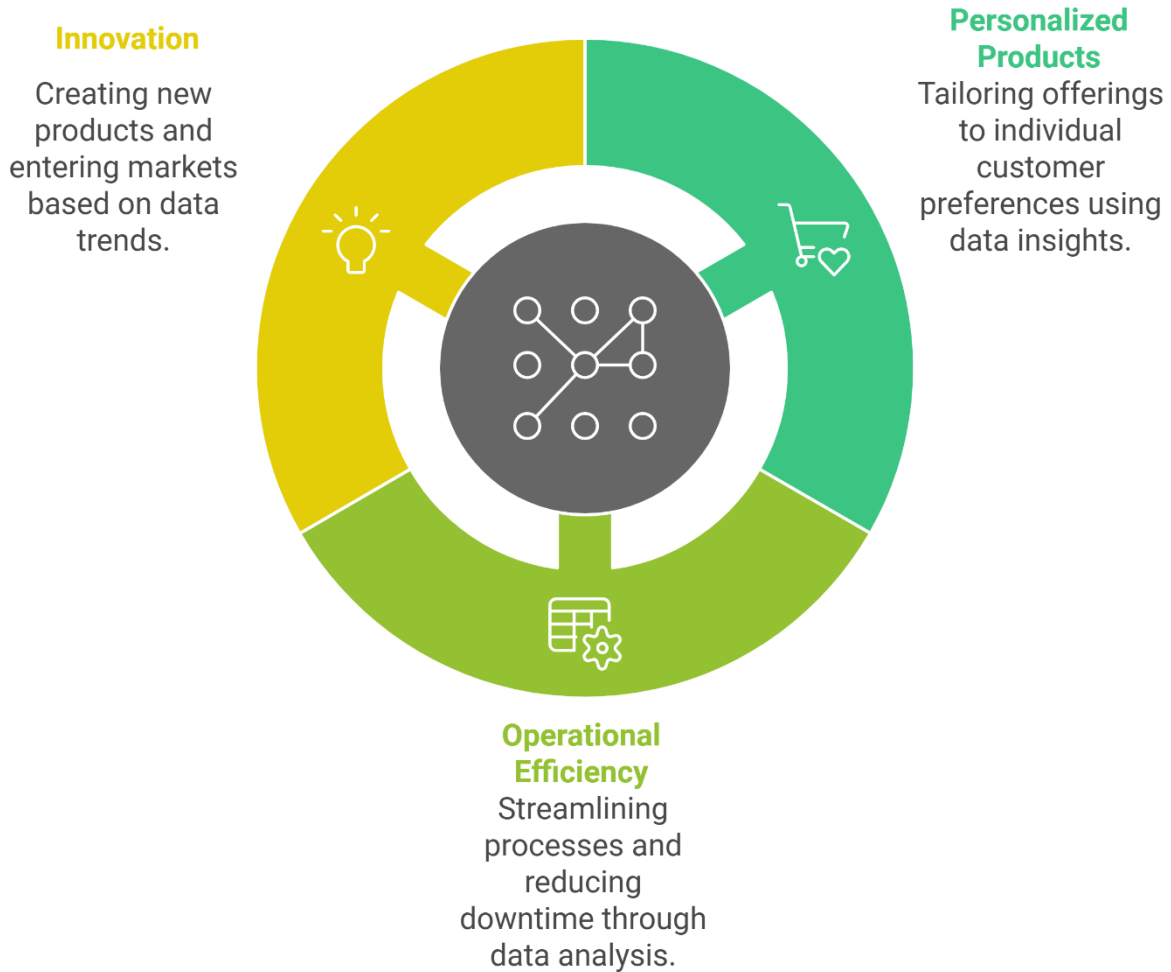 Innovation
Creating new
products and
entering markets
based on data
trends.
Personalized
Products
Tailoring offerings
to individual
customer
preferences using
data insights.
Operational
Efficiency
Streamlining
processes and
reducing
downtime through
data analysis.